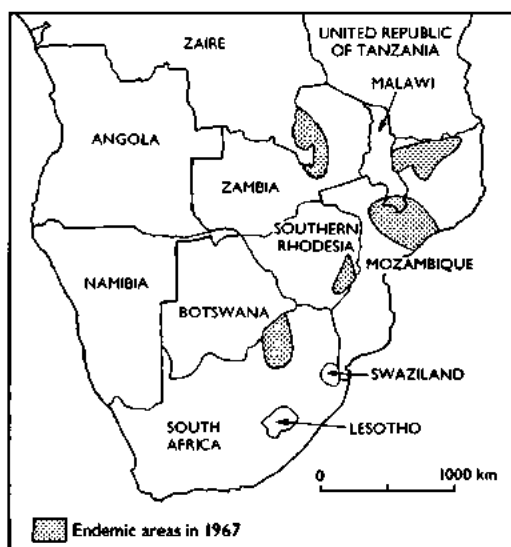 ZAIRE
UNITED REPUBLIC
OF TANZANIA
MALAWI
ANGOLA
ZAMBIA
SOUTHERN
RHODESIA
MOZAMBIQUE
NAMIBIA
BOTSWANA
SWAZILAND
SOUTH
AFRICA
LESOTHO
0 1000 km
Endemic areas in 1967